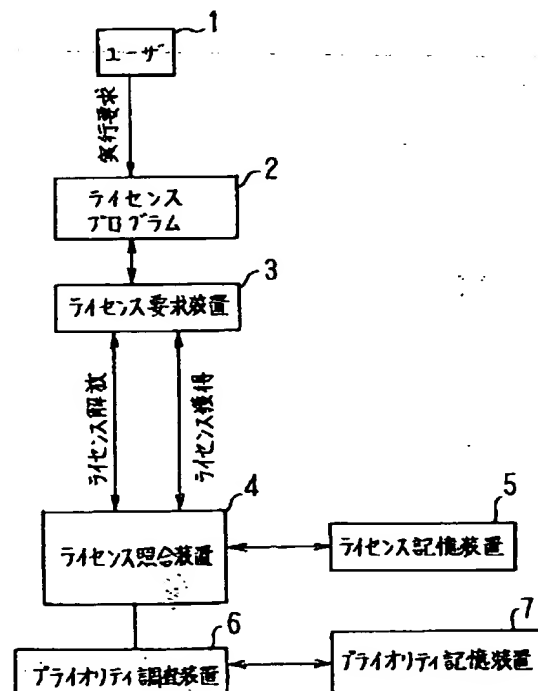 1
ユーザ
実行要求
2
ライセンス
プログラム
3
ライセンス要求装置
ライセンス解放
ライセンス獲得
4
ライセンス照合装置
5
ライセンス記憶装置
6
プライオリティ調査装置
7
プライオリティ記憶装置